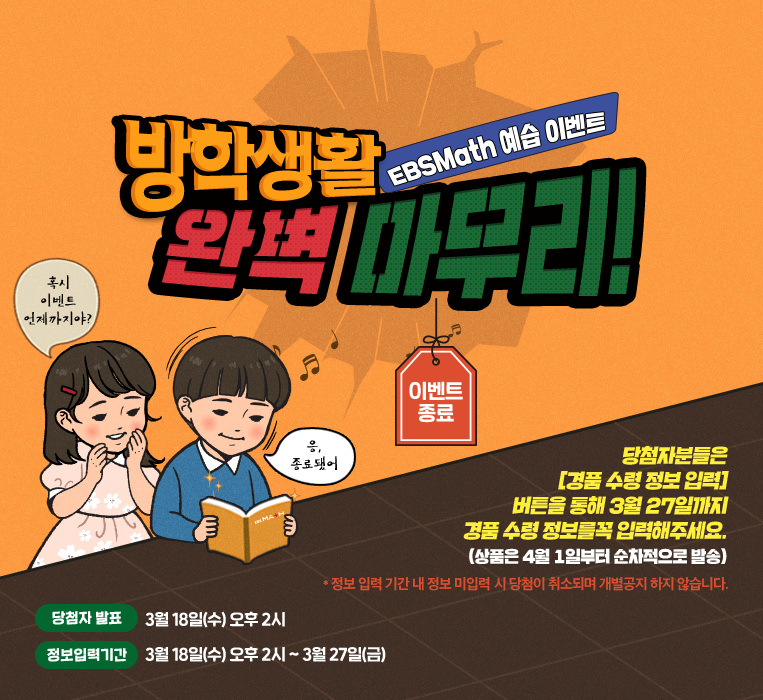 방학생활
EBSMath 예습 이벤트
완벽 마무리!
혹시
이벤트
언제까지야?
이벤트
종료
응,
종료됐어
당첨자분들은
[경품 수령 정보 입력]
버튼을 통해 3월 27일까지
경품 수령 정보를꼭 입력해주세요.
(상품은 4월 1일부터 순차적으로 발송)
* 정보 입력 기간 내 정보 미입력 시 당첨이 취소되며 개별공지 하지 않습니다.
당첨자 발표 3월 18일(수) 오후 2시
정보입력기간 3월 18일(수) 오후 2시 ~ 3월 27일(금)